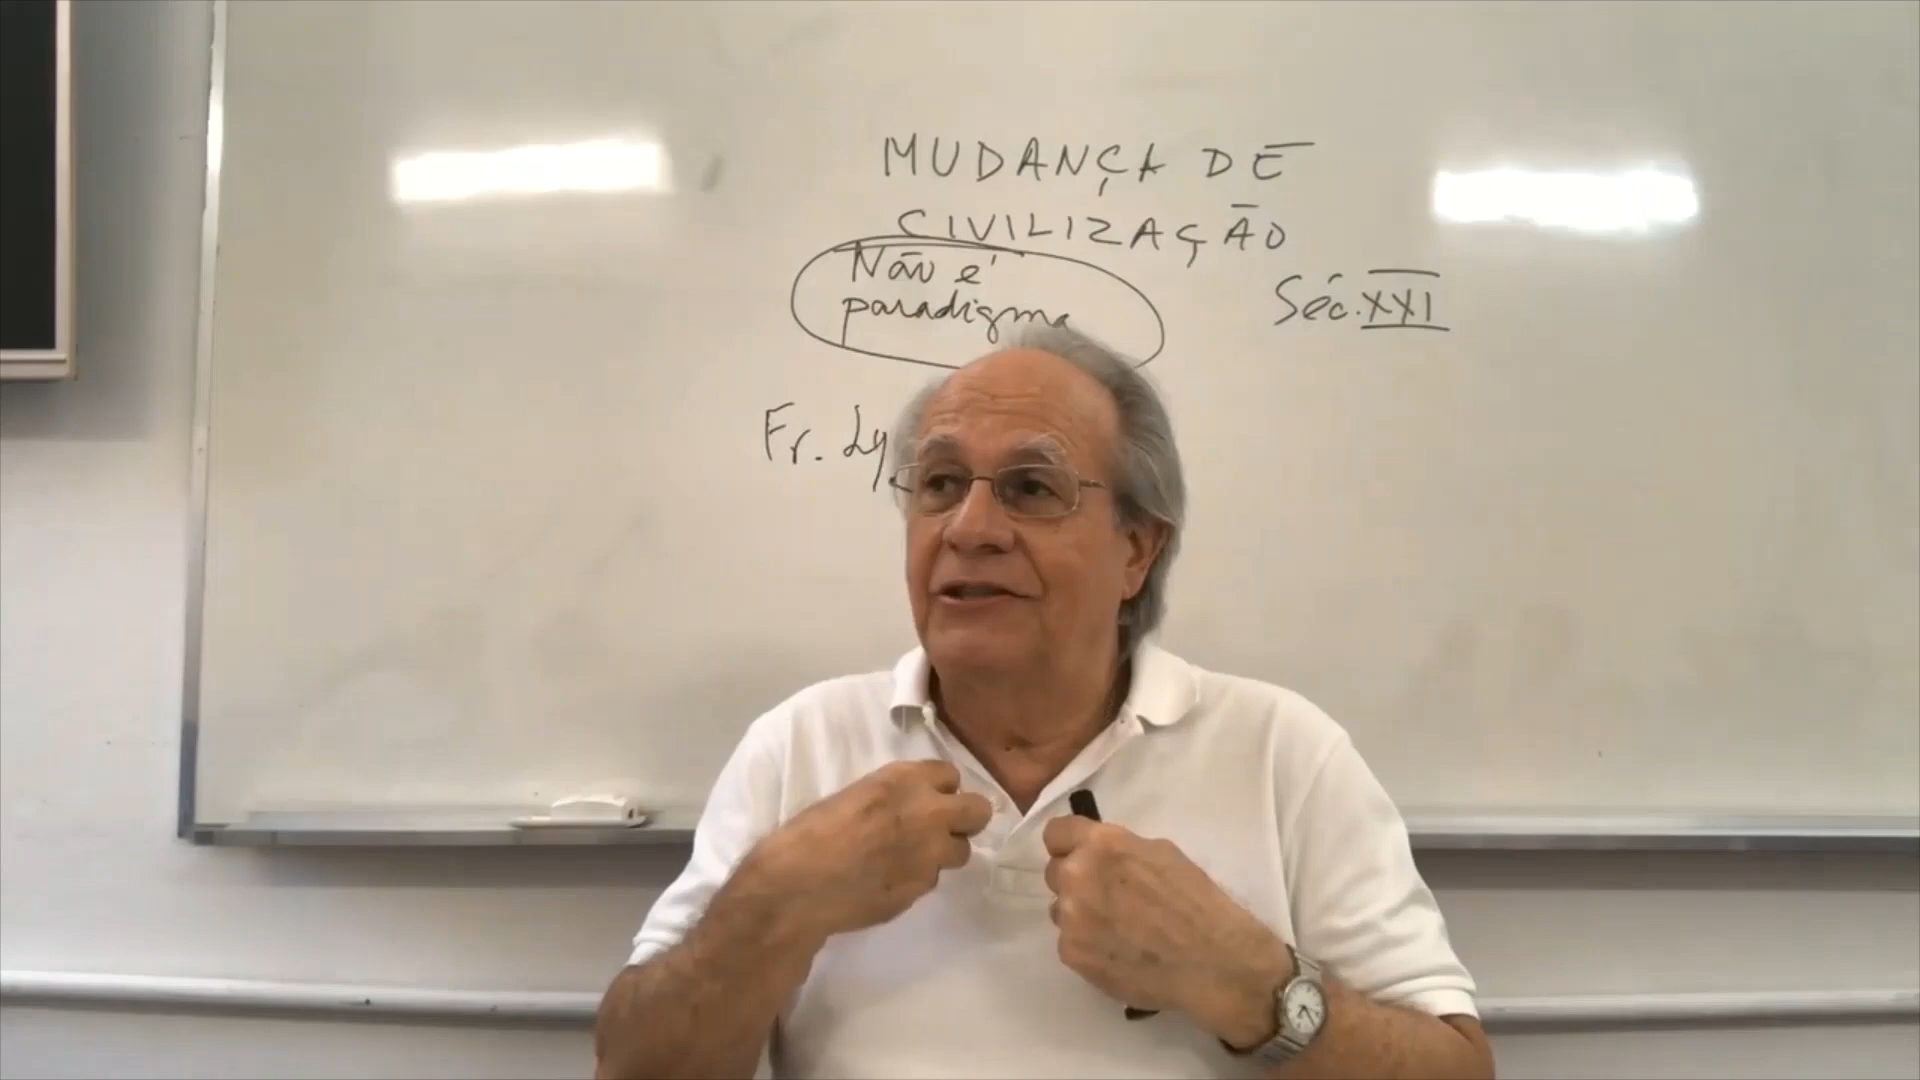 MUDANÇA DE
CIVILIZAÇÃO
Não é
paradigma
Séc. XXI
Fr. Ly